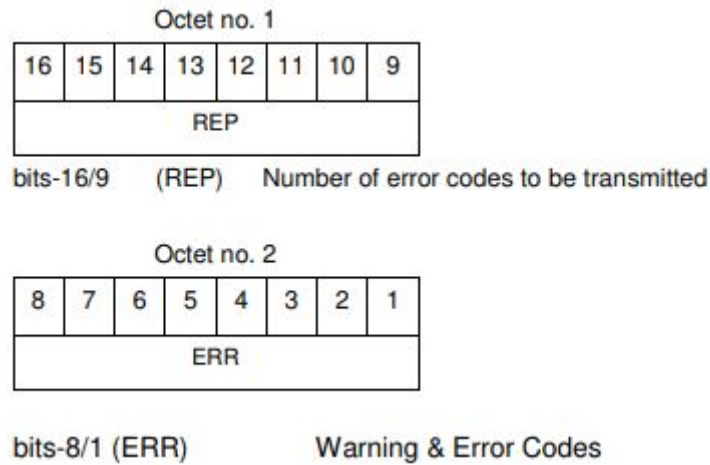 Octet no. 1
16 15 14 13 12 11 10 9
REP
bits-16/9 (REP) Number of error codes to be transmitted
Octet no. 2
8 7 6 5 4 3 2 1
ERR
bits-8/1 (ERR) Warning & Error Codes